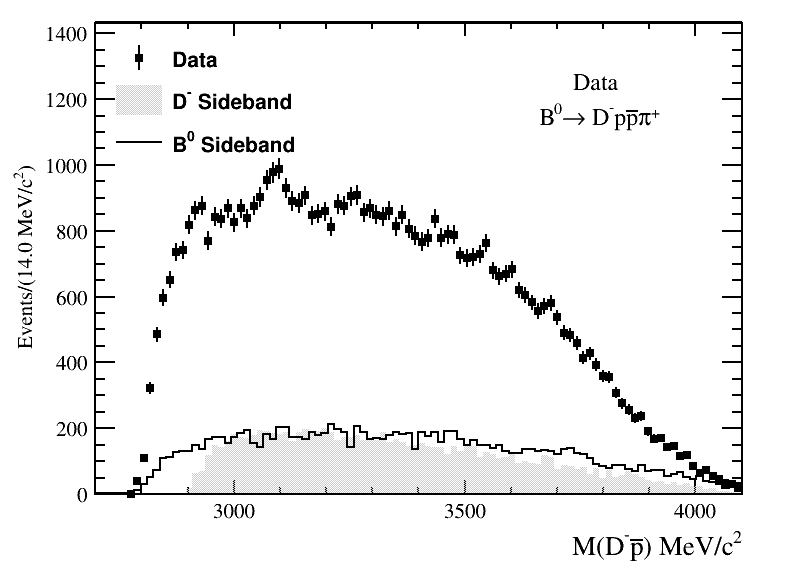 1400
1200
1000
800
600
400
200
0
Events/(14.0 MeV/c²)
Data
D⁻ Sideband
B⁰ Sideband
Data
B⁰→ D⁻pp̅π⁺
3000 3500 4000
M(D⁻p̅) MeV/c²